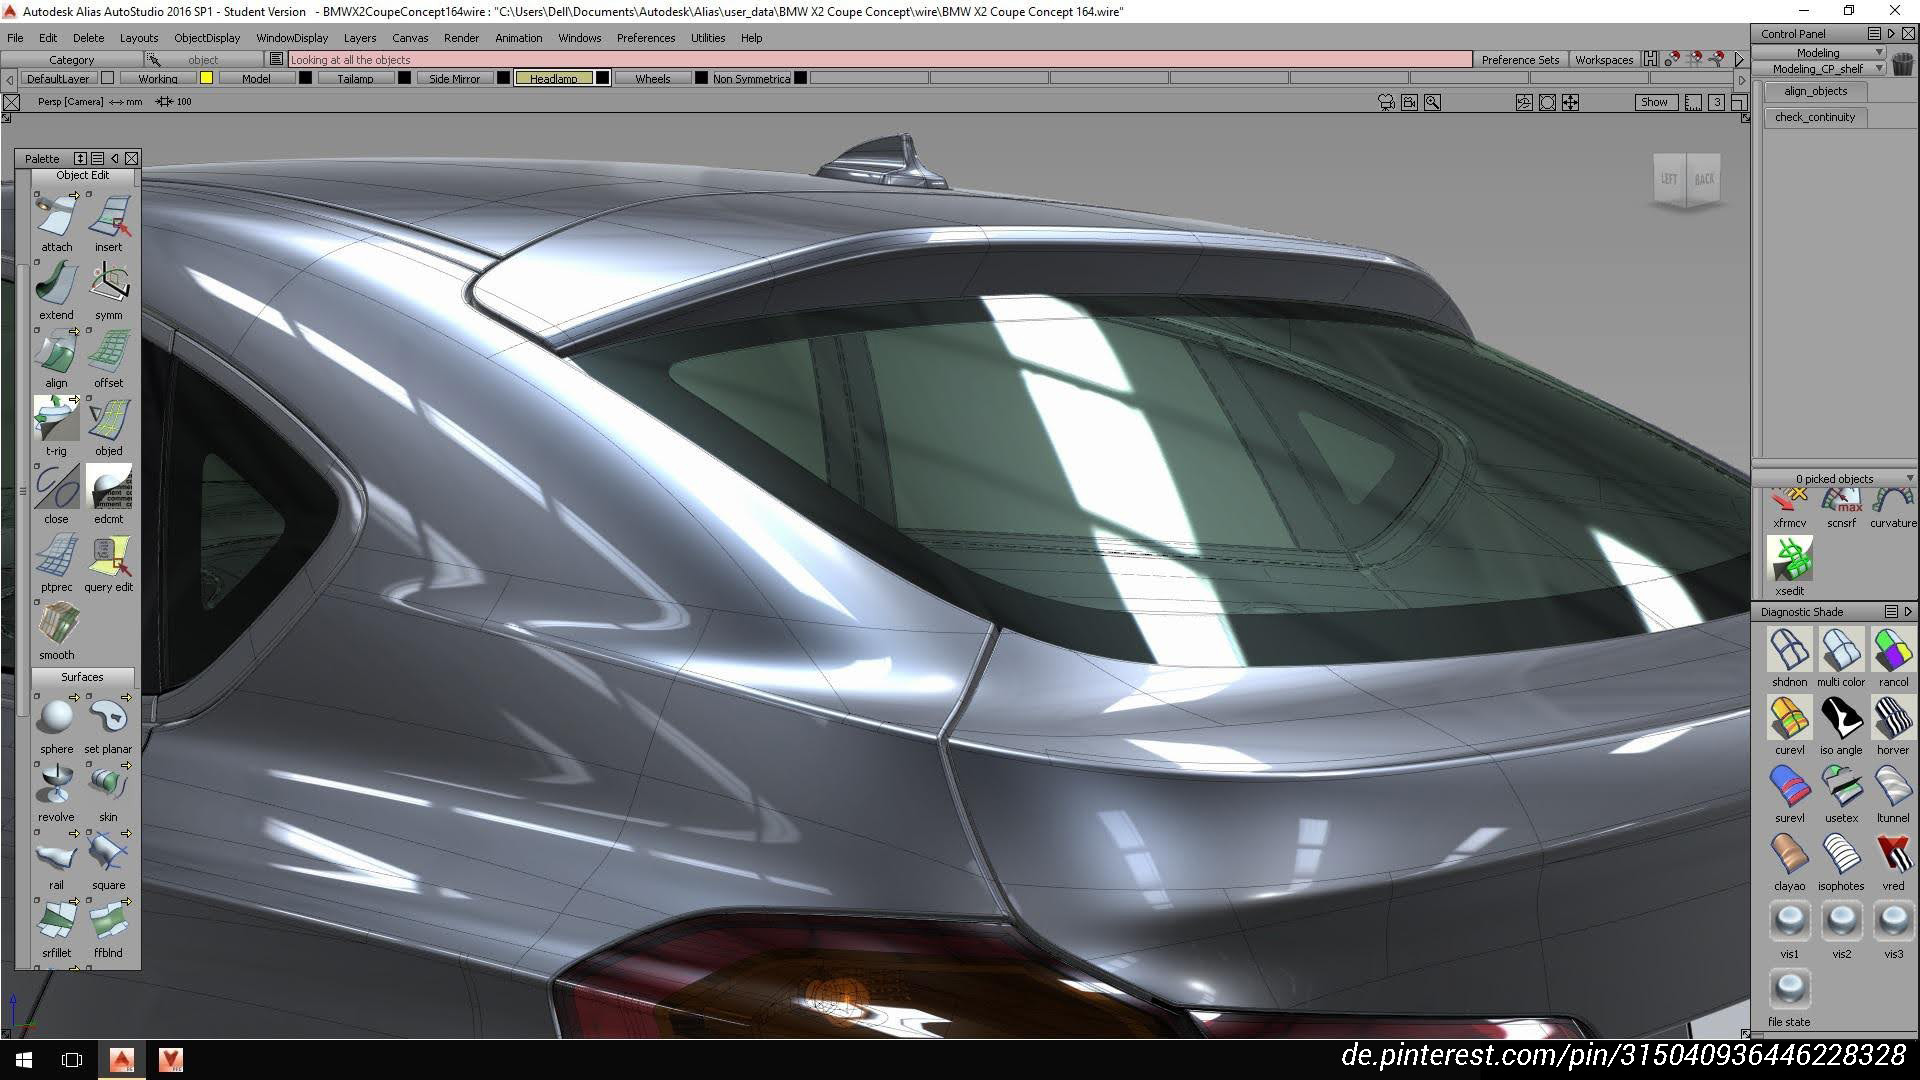 Autodesk Alias AutoStudio 2016 SP1 - Student Version - BMWX2CoupeConcept164wire : "C:\Users\Dell\Documents\Autodesk\Alias\user_data\BMW X2 Coupe Concept\wire\BMW X2 Coupe Concept 164.wire"
File Edit Delete Layouts ObjectDisplay WindowDisplay Layers Canvas Render Animation Windows Preferences Utilities Help
Category object Looking at all the objects Preference Sets Workspaces
DefaultLayer Working Model Tailamp Side Mirror Headlamp Wheels Non Symmetrica
Persp [Camera] <-> mm 100 Show 3
Palette
Object Edit
attach insert
extend symm
align offset
t-rig objed
close edcmt
ptprec query edit
smooth
Surfaces
sphere set planar
revolve skin
rail square
srfillet ffblnd
LEFT BACK
Control Panel
Modeling
Modeling_CP_shelf
align_objects
check_continuity
0 picked objects
xfrmcv scnsrf curvature
xsedit
Diagnostic Shade
shdnon multi color rancol
curevl iso angle horver
surevl usetex ltunnel
clayao isophotes vred
vis1 vis2 vis3
file state
de.pinterest.com/pin/315040936446228328